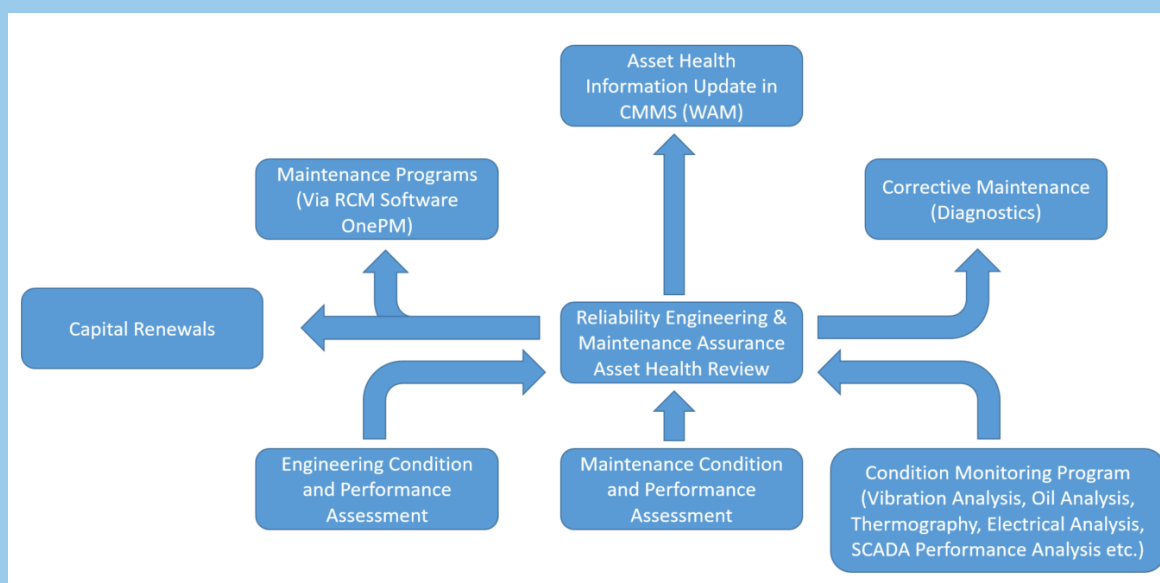 Asset Health
Information Update in
CMMS (WAM)
Maintenance Programs
(Via RCM Software
OnePM)
Corrective Maintenance
(Diagnostics)
Capital Renewals
Reliability Engineering &
Maintenance Assurance
Asset Health Review
Engineering Condition
and Performance
Assessment
Maintenance Condition
and Performance
Assessment
Condition Monitoring Program
(Vibration Analysis, Oil Analysis,
Thermography, Electrical Analysis,
SCADA Performance Analysis etc.)